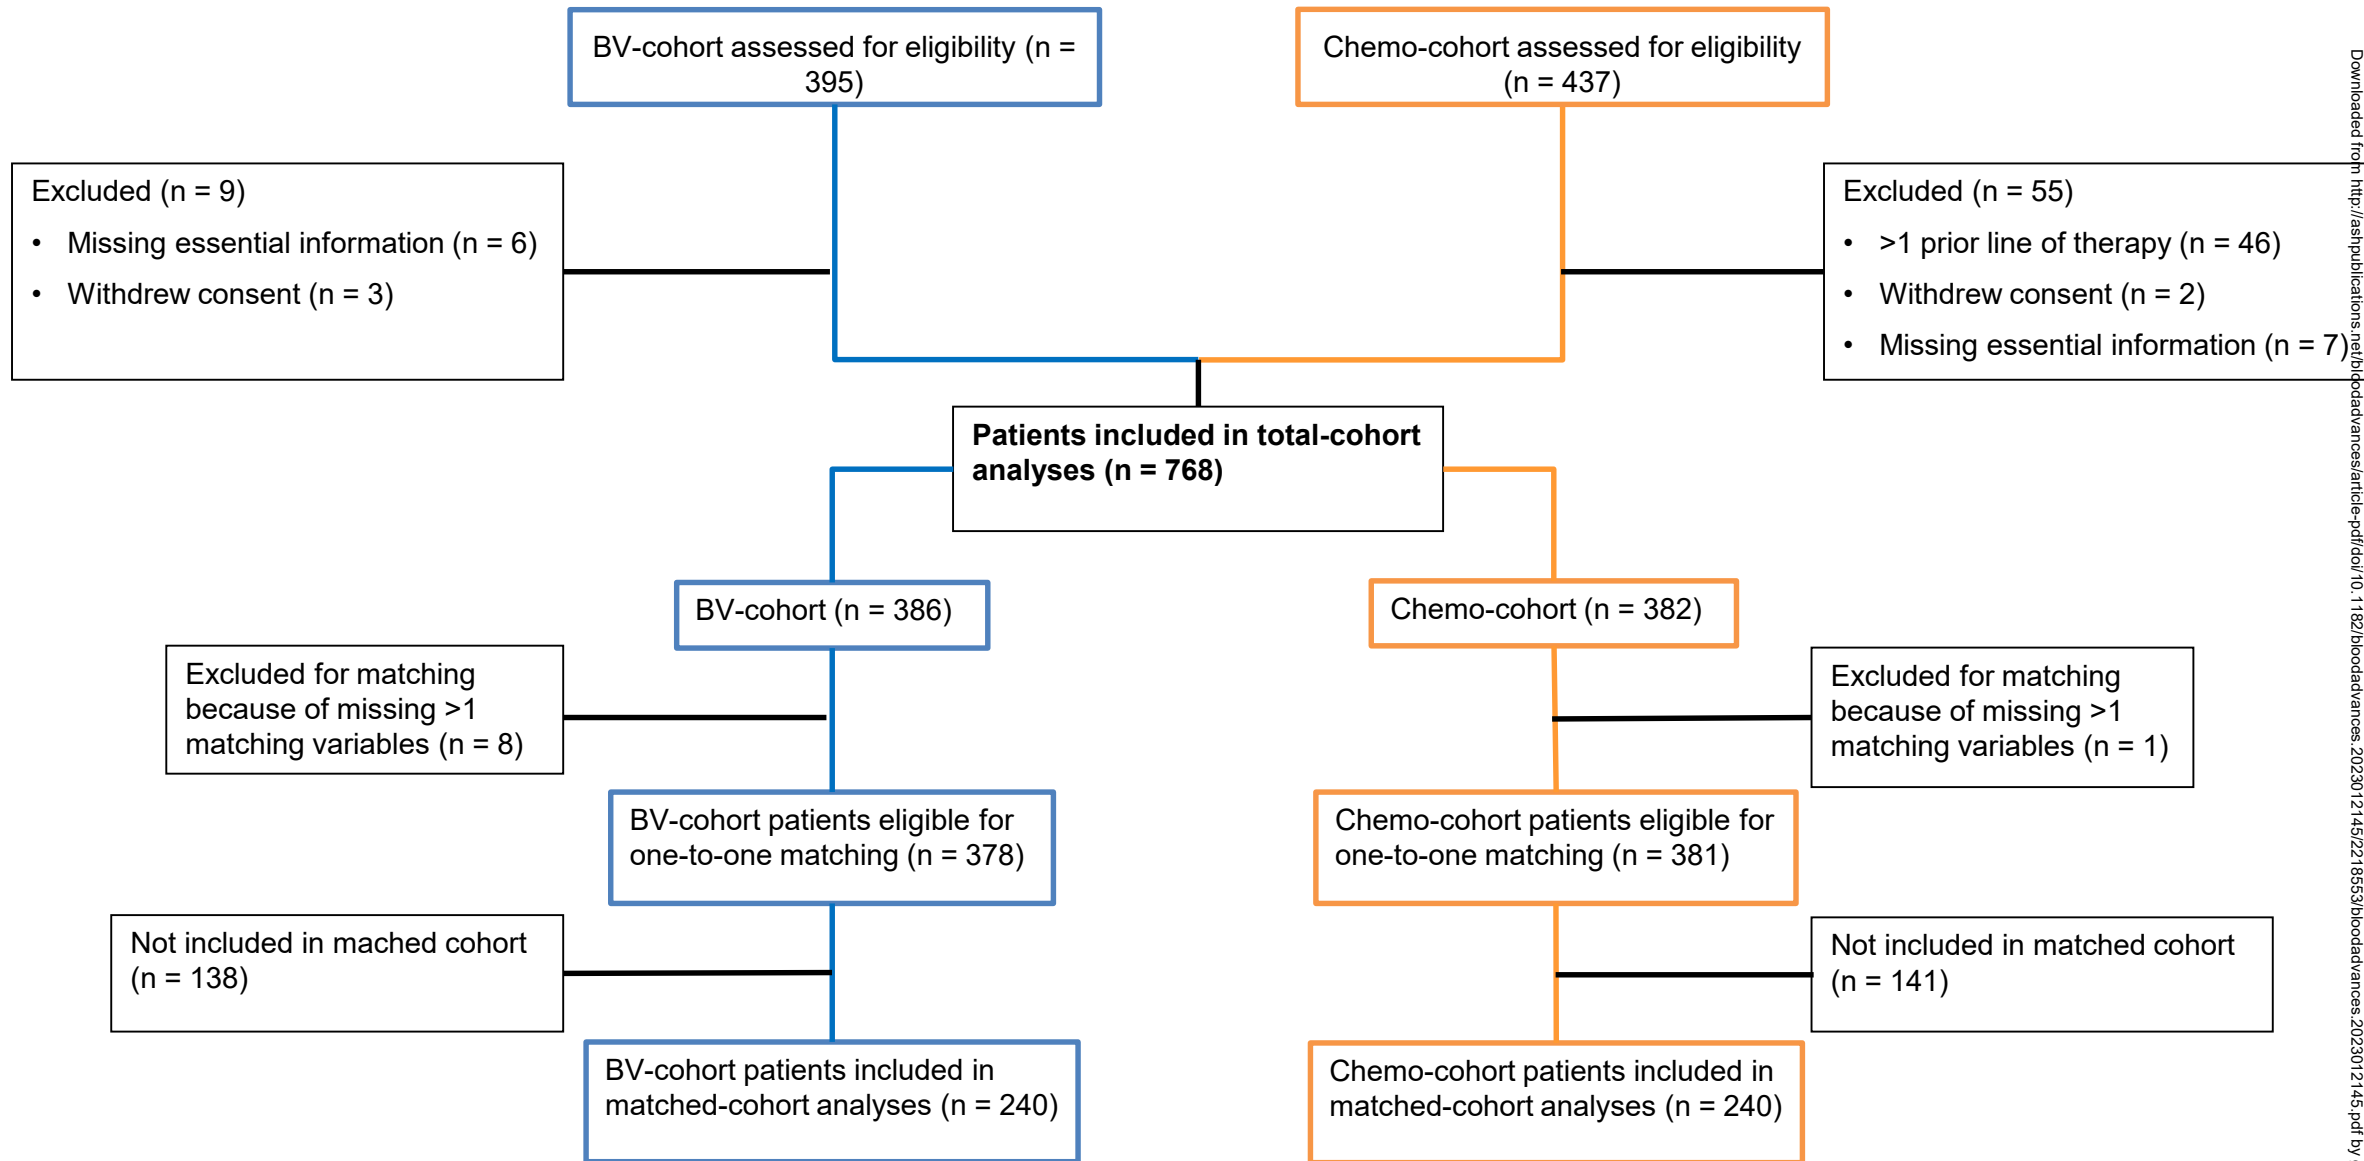 BV-cohort assessed for eligibility (n =
395)
Chemo-cohort assessed for eligibility
(n = 437)
Excluded (n = 9)
• Missing essential information (n = 6)
• Withdrew consent (n = 3)
Excluded (n = 55)
• >1 prior line of therapy (n = 46)
• Withdrew consent (n = 2)
• Missing essential information (n = 7)
Patients included in total-cohort
analyses (n = 768)
BV-cohort (n = 386)
Chemo-cohort (n = 382)
Excluded for matching
because of missing >1
matching variables (n = 8)
Excluded for matching
because of missing >1
matching variables (n = 1)
BV-cohort patients eligible for
one-to-one matching (n = 378)
Chemo-cohort patients eligible for
one-to-one matching (n = 381)
Not included in mached cohort
(n = 138)
Not included in matched cohort
(n = 141)
BV-cohort patients included in
matched-cohort analyses (n = 240)
Chemo-cohort patients included in
matched-cohort analyses (n = 240)
Downloaded from http://ashpublications.net/bloodadvances/article-pdf/doi/10.1182/bloodadvances.2023012145/2218553/bloodadvances.2023012145.pdf by